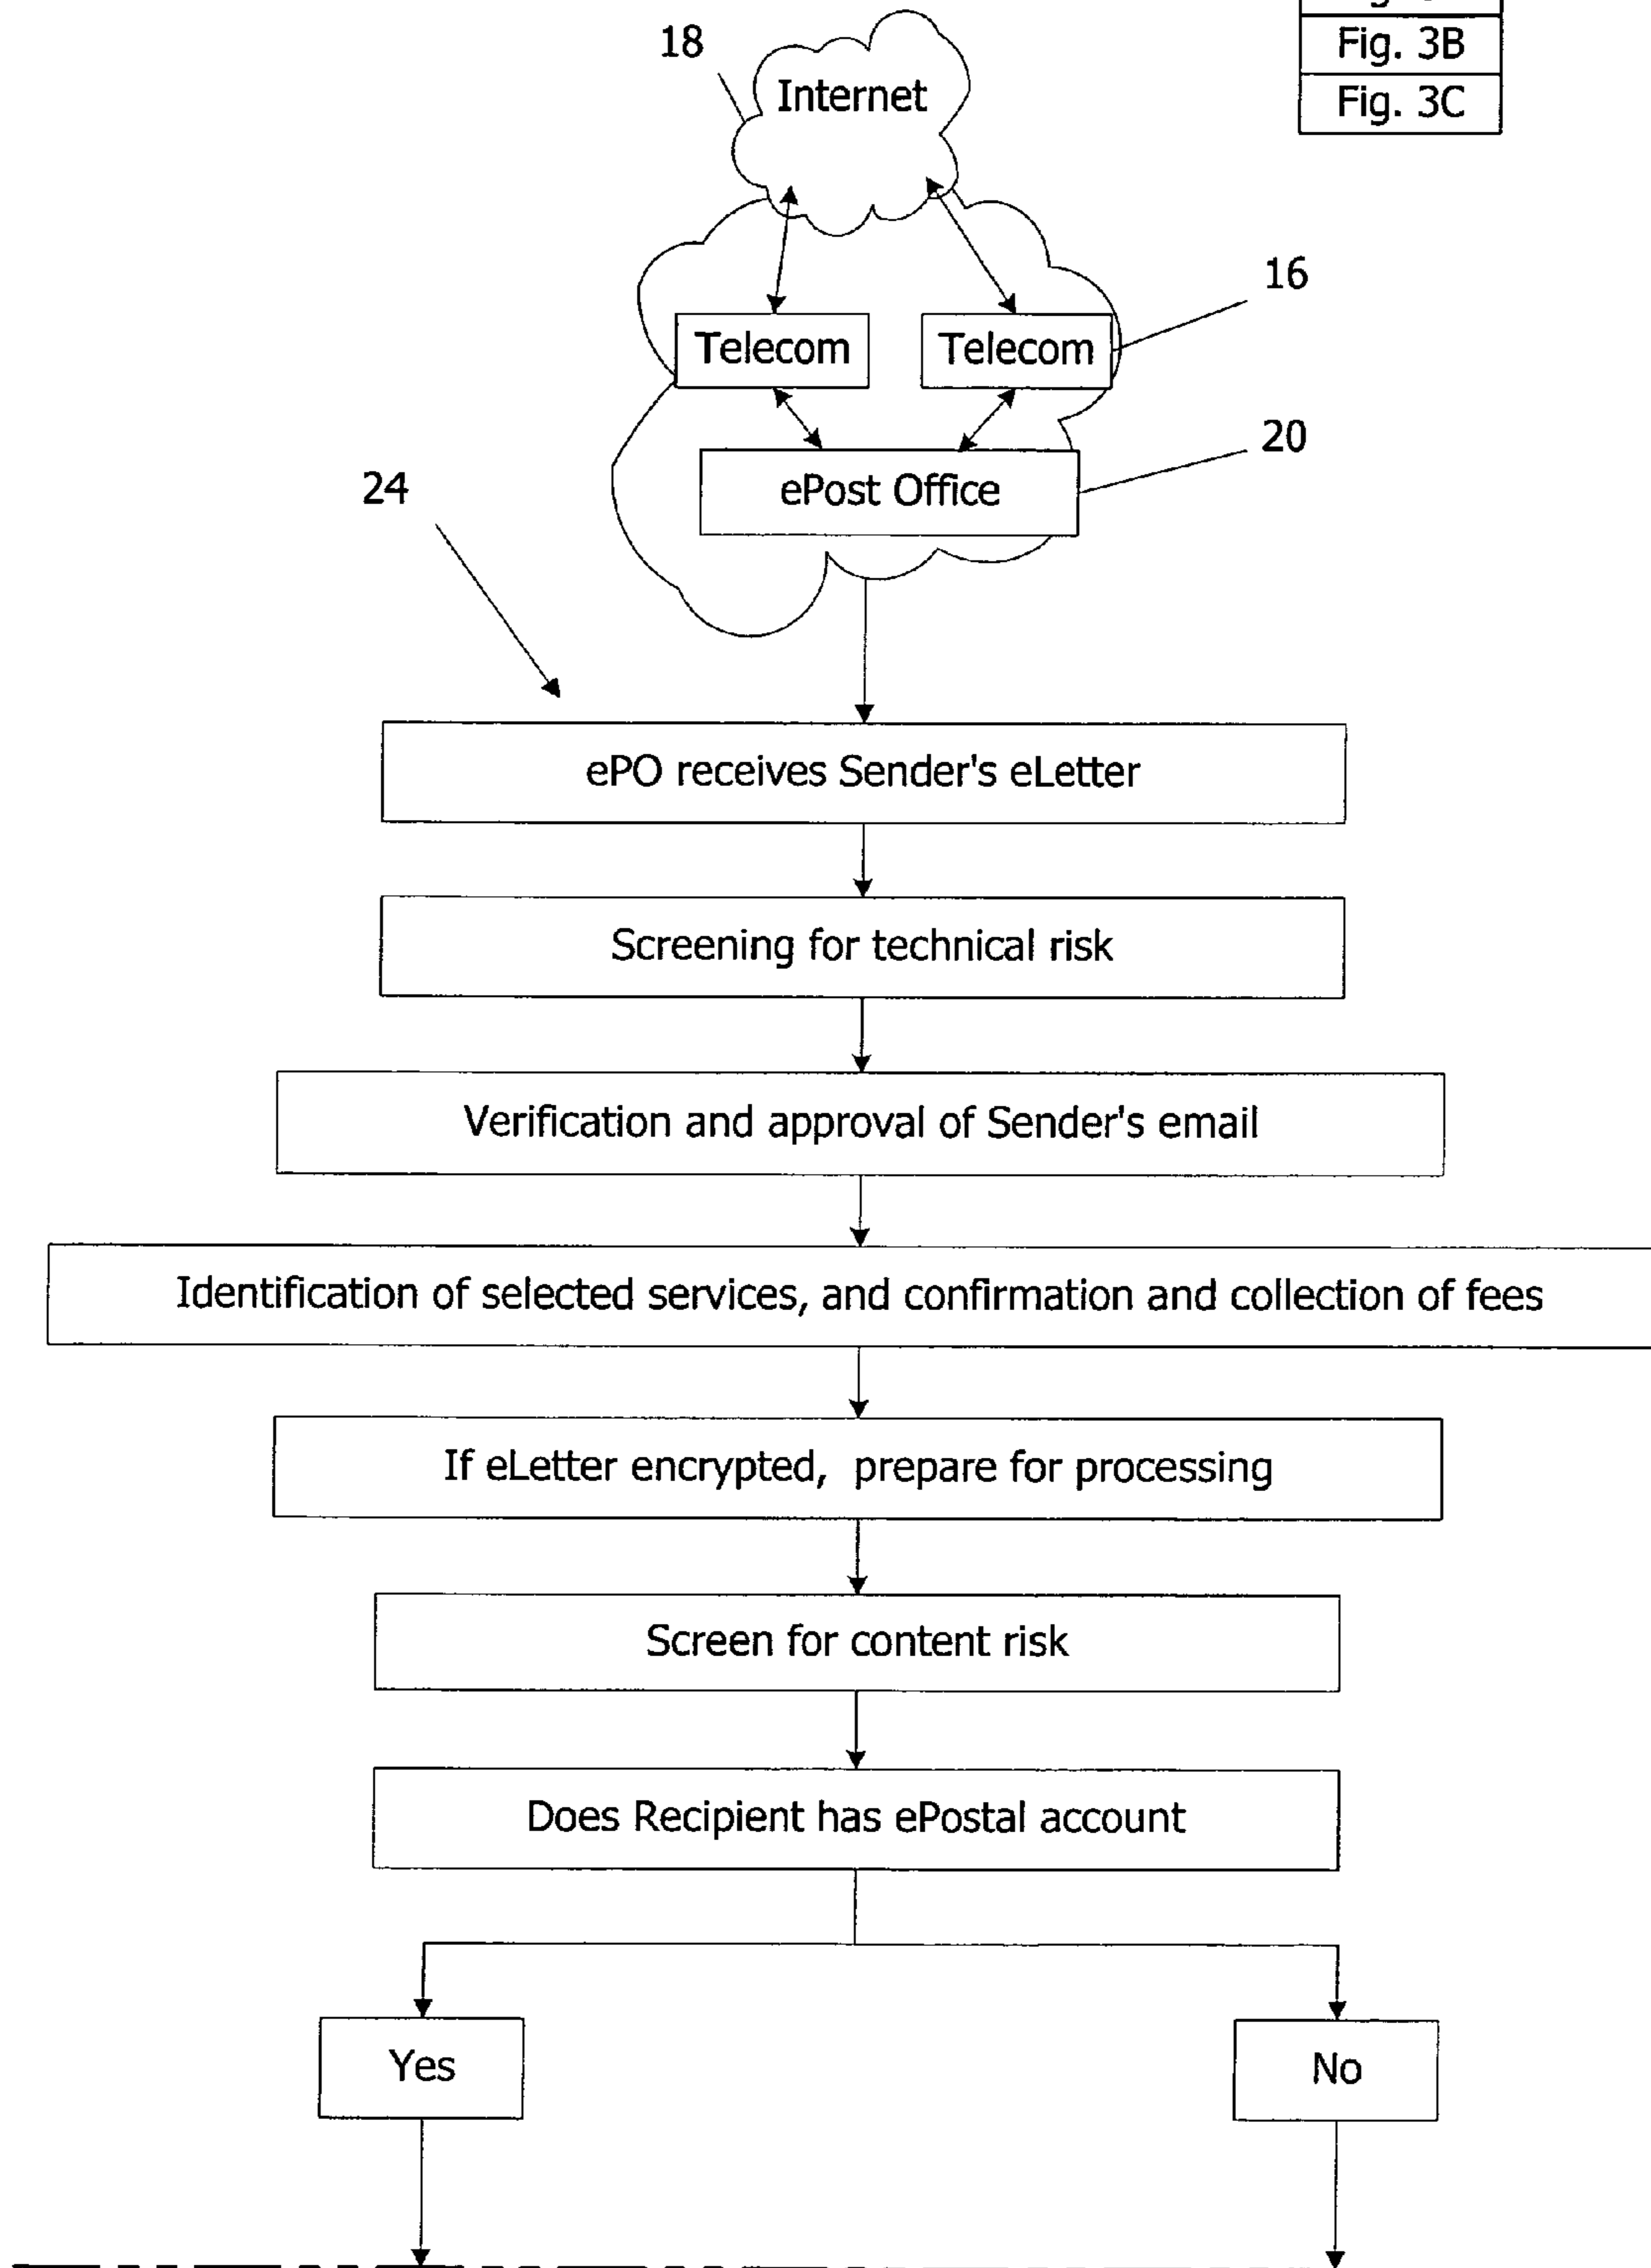 Fig. 3B
Fig. 3C
18
Internet
16
Telecom
Telecom
20
ePost Office
24
ePO receives Sender's eLetter
Screening for technical risk
Verification and approval of Sender's email
Identification of selected services, and confirmation and collection of fees
If eLetter encrypted, prepare for processing
Screen for content risk
Does Recipient has ePostal account
Yes
No